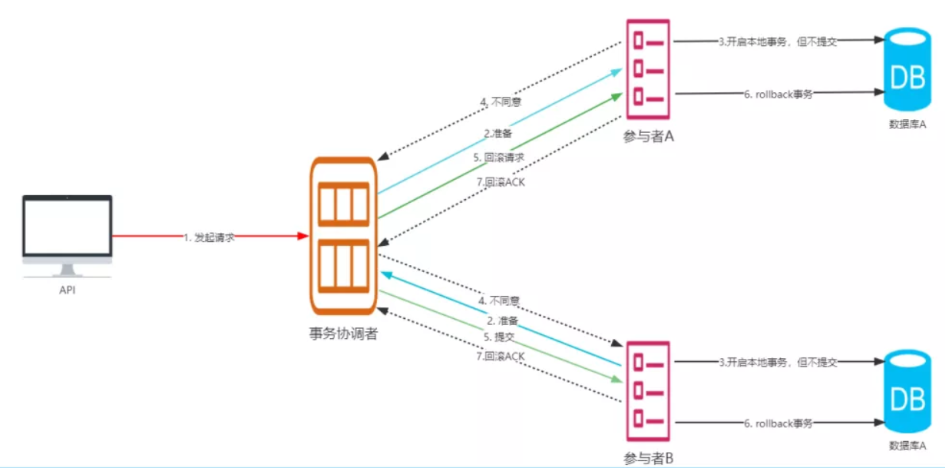 3.开启本地事务，但不提交
DB
6. rollback事务
数据库A
参与者A
4, 不同意
2.准备
5. 回滚请求
7.回滚ACK
1. 发起请求
API
事务协调者
4. 不同意
2. 准备
5. 提交
7.回滚ACK
3.开启本地事务，但不提交
DB
6. rollback事务
数据库A
参与者B